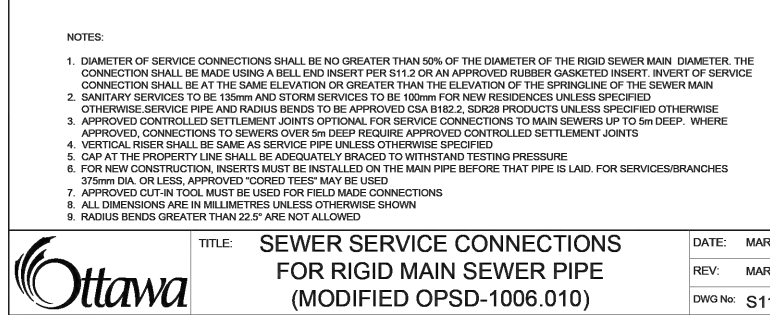 NOTES:
1. DIAMETER OF SERVICE CONNECTIONS SHALL BE NO GREATER THAN 50% OF THE DIAMETER OF THE RIGID SEWER MAIN DIAMETER. THE
CONNECTION SHALL BE MADE USING A BELL END INSERT PER S11.2 OR AN APPROVED RUBBER GASKETED INSERT. INVERT OF SERVICE
CONNECTION SHALL BE AT THE SAME ELEVATION OR GREATER THAN THE ELEVATION OF THE SPRINGLINE OF THE SEWER MAIN
2. SANITARY SERVICES TO BE 135mm AND STORM SERVICES TO BE 100mm FOR NEW RESIDENCES UNLESS SPECIFIED
OTHERWISE.SERVICE PIPE AND RADIUS BENDS TO BE APPROVED CSA B182.2, SDR28 PRODUCTS UNLESS SPECIFIED OTHERWISE
3. APPROVED CONTROLLED SETTLEMENT JOINTS OPTIONAL FOR SERVICE CONNECTIONS TO MAIN SEWERS UP TO 5m DEEP. WHERE
APPROVED, CONNECTIONS TO SEWERS OVER 5m DEEP REQUIRE APPROVED CONTROLLED SETTLEMENT JOINTS
4. VERTICAL RISER SHALL BE SAME AS SERVICE PIPE UNLESS OTHERWISE SPECIFIED
5. CAP AT THE PROPERTY LINE SHALL BE ADEQUATELY BRACED TO WITHSTAND TESTING PRESSURE
6. FOR NEW CONSTRUCTION, INSERTS MUST BE INSTALLED ON THE MAIN PIPE BEFORE THAT PIPE IS LAID. FOR SERVICES/BRANCHES
375mm DIA. OR LESS, APPROVED "CORED TEES" MAY BE USED
7. APPROVED CUT-IN TOOL MUST BE USED FOR FIELD MADE CONNECTIONS
8. ALL DIMENSIONS ARE IN MILLIMETRES UNLESS OTHERWISE SHOWN
9. RADIUS BENDS GREATER THAN 22.5° ARE NOT ALLOWED
Ottawa
TITLE: SEWER SERVICE CONNECTIONS
FOR RIGID MAIN SEWER PIPE
(MODIFIED OPSD-1006.010)
DATE: MAR
REV: MAR
DWG No: S11